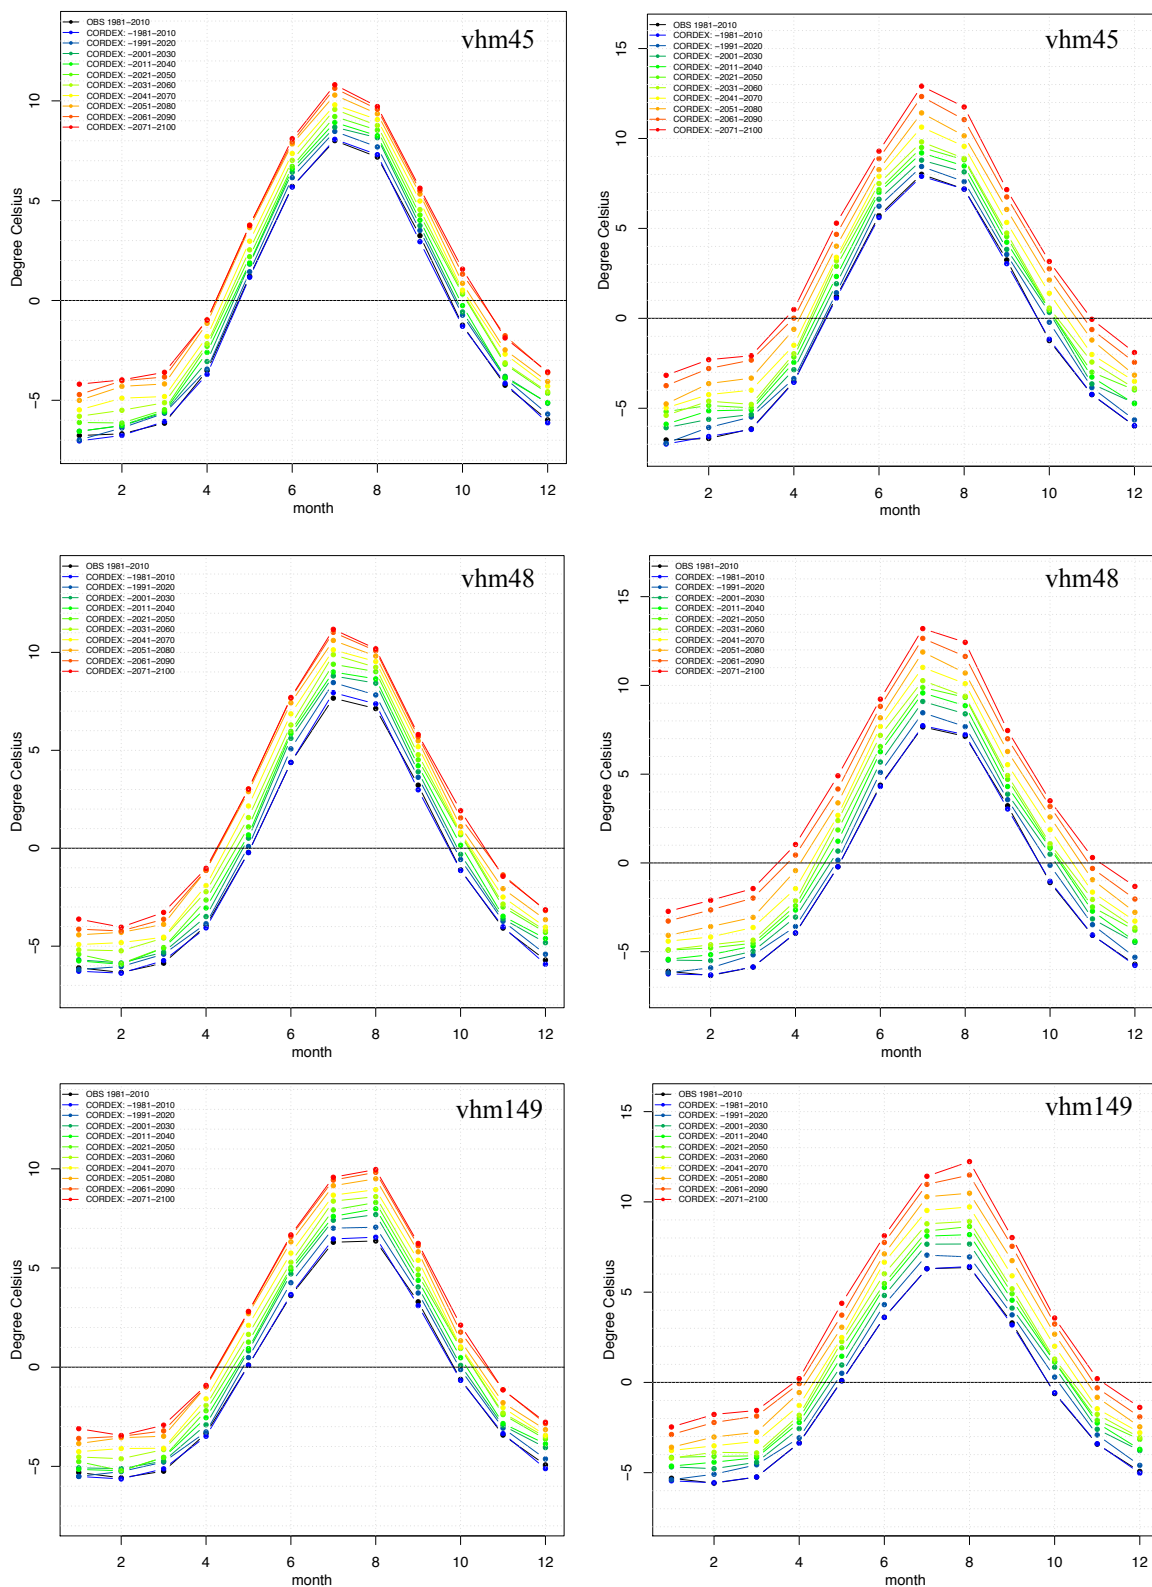 vhm45
OBS 1981-2010
CORDEX: -1981-2010
CORDEX: -1991-2020
CORDEX: -2001-2030
CORDEX: -2011-2040
CORDEX: -2021-2050
CORDEX: -2031-2060
CORDEX: -2041-2070
CORDEX: -2051-2080
CORDEX: -2061-2090
CORDEX: -2071-2100
Degree Celsius
10
5
0
-5
2 4 6 8 10 12
month
vhm45
OBS 1981-2010
CORDEX: -1981-2010
CORDEX: -1991-2020
CORDEX: -2001-2030
CORDEX: -2011-2040
CORDEX: -2021-2050
CORDEX: -2031-2060
CORDEX: -2041-2070
CORDEX: -2051-2080
CORDEX: -2061-2090
CORDEX: -2071-2100
Degree Celsius
15
10
5
0
-5
2 4 6 8 10 12
month
vhm48
OBS 1981-2010
CORDEX: -1981-2010
CORDEX: -1991-2020
CORDEX: -2001-2030
CORDEX: -2011-2040
CORDEX: -2021-2050
CORDEX: -2031-2060
CORDEX: -2041-2070
CORDEX: -2051-2080
CORDEX: -2061-2090
CORDEX: -2071-2100
Degree Celsius
10
5
0
-5
2 4 6 8 10 12
month
vhm48
OBS 1981-2010
CORDEX: -1981-2010
CORDEX: -1991-2020
CORDEX: -2001-2030
CORDEX: -2011-2040
CORDEX: -2021-2050
CORDEX: -2031-2060
CORDEX: -2041-2070
CORDEX: -2051-2080
CORDEX: -2061-2090
CORDEX: -2071-2100
Degree Celsius
15
10
5
0
-5
2 4 6 8 10 12
month
vhm149
OBS 1981-2010
CORDEX: -1981-2010
CORDEX: -1991-2020
CORDEX: -2001-2030
CORDEX: -2011-2040
CORDEX: -2021-2050
CORDEX: -2031-2060
CORDEX: -2041-2070
CORDEX: -2051-2080
CORDEX: -2061-2090
CORDEX: -2071-2100
Degree Celsius
10
5
0
-5
2 4 6 8 10 12
month
vhm149
OBS 1981-2010
CORDEX: -1981-2010
CORDEX: -1991-2020
CORDEX: -2001-2030
CORDEX: -2011-2040
CORDEX: -2021-2050
CORDEX: -2031-2060
CORDEX: -2041-2070
CORDEX: -2051-2080
CORDEX: -2061-2090
CORDEX: -2071-2100
Degree Celsius
15
10
5
0
-5
2 4 6 8 10 12
month